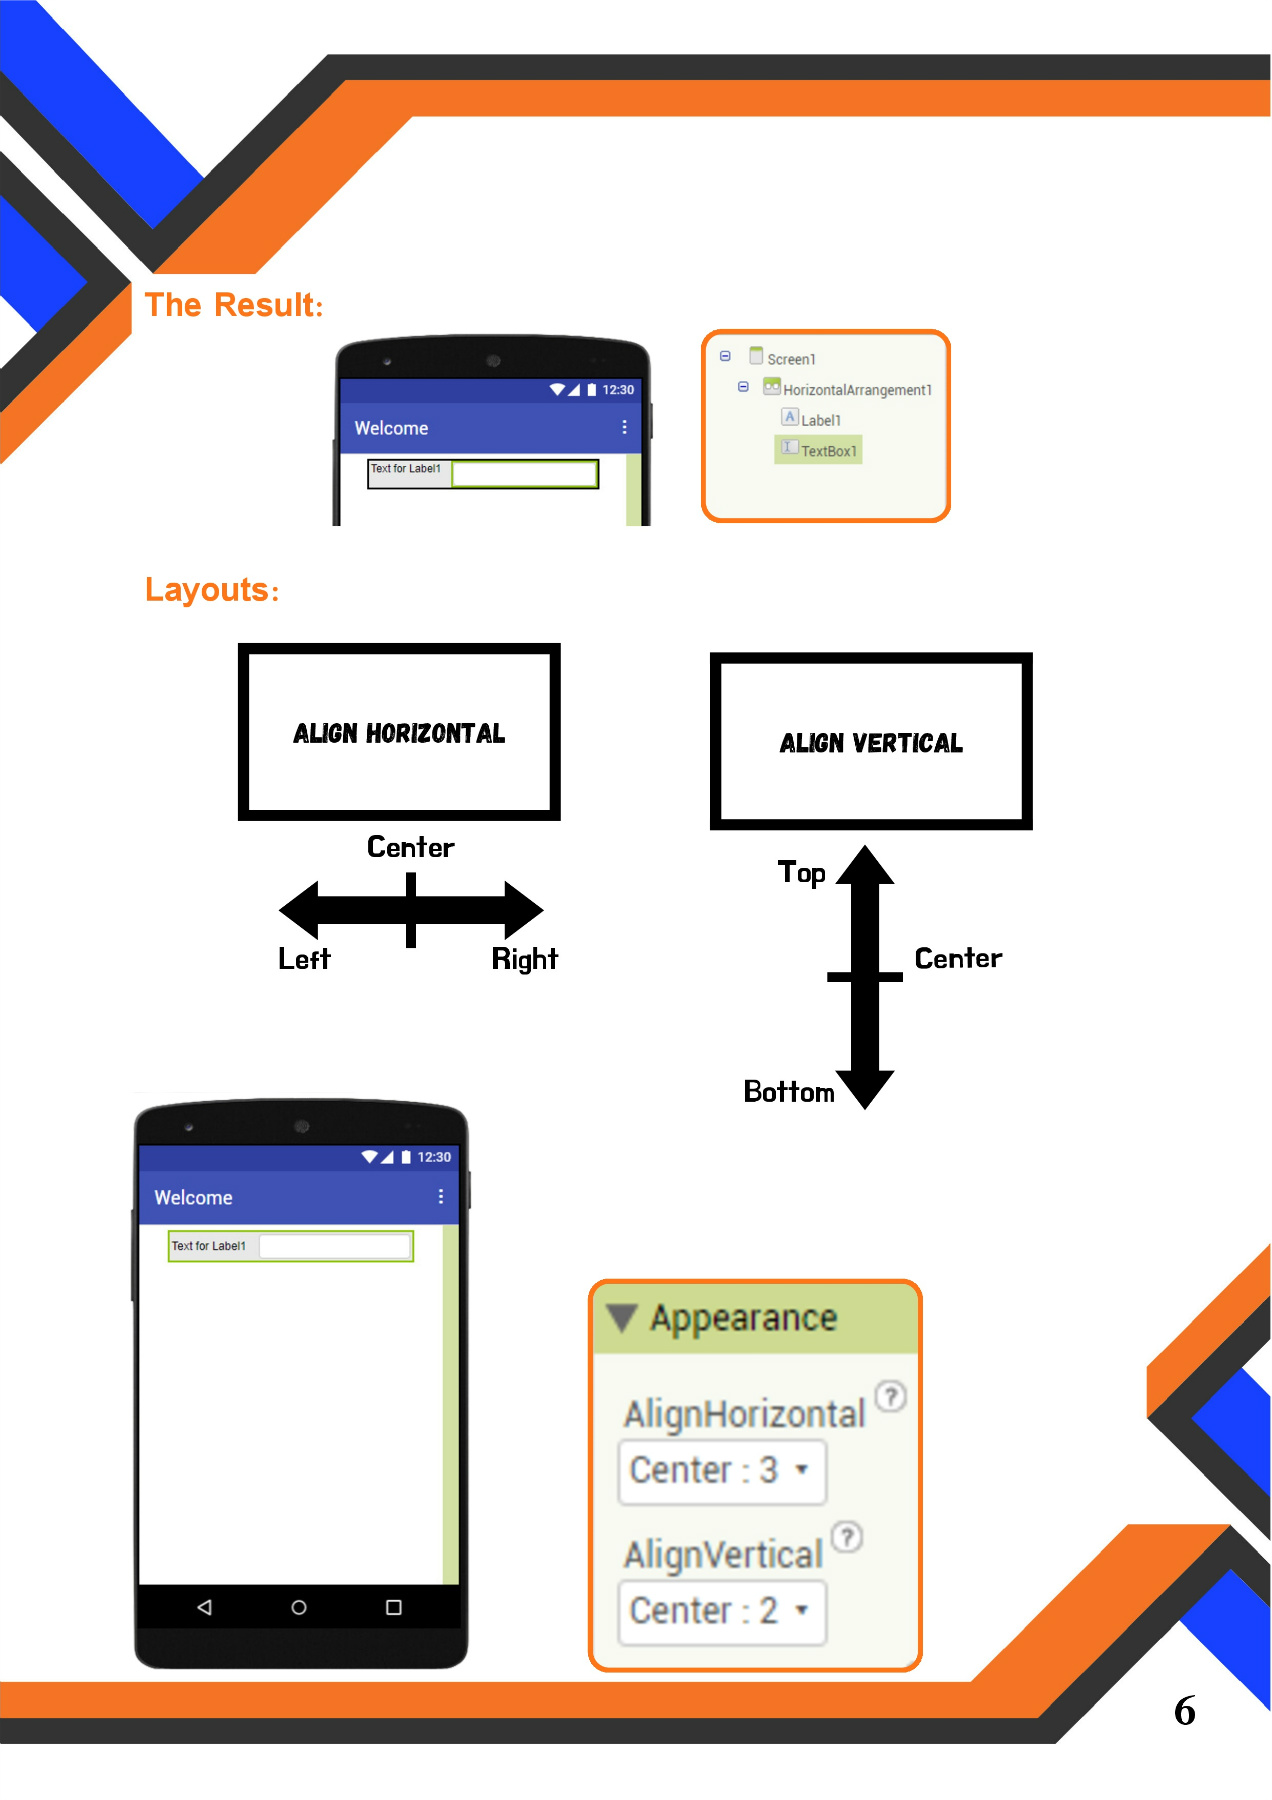 The Result:
12:30
Welcome
Text for Label1
Screen1
HorizontalArrangement1
A Label1
TextBox1
Layouts:
ALIGN HORIZONTAL
Center
Left
Right
ALIGN VERTICAL
Top
Center
Bottom
12:30
Welcome
Text for Label1
Appearance
AlignHorizontal ?
Center : 3
AlignVertical ?
Center : 2
6